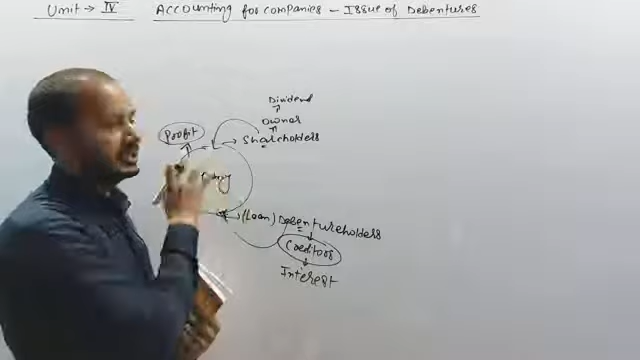 Unit → IV Accounting for companies - Issue of Debentures
Dividend
Owner
Profit
Shareholders
(Loan) Debentureholders
Creditors
Interest